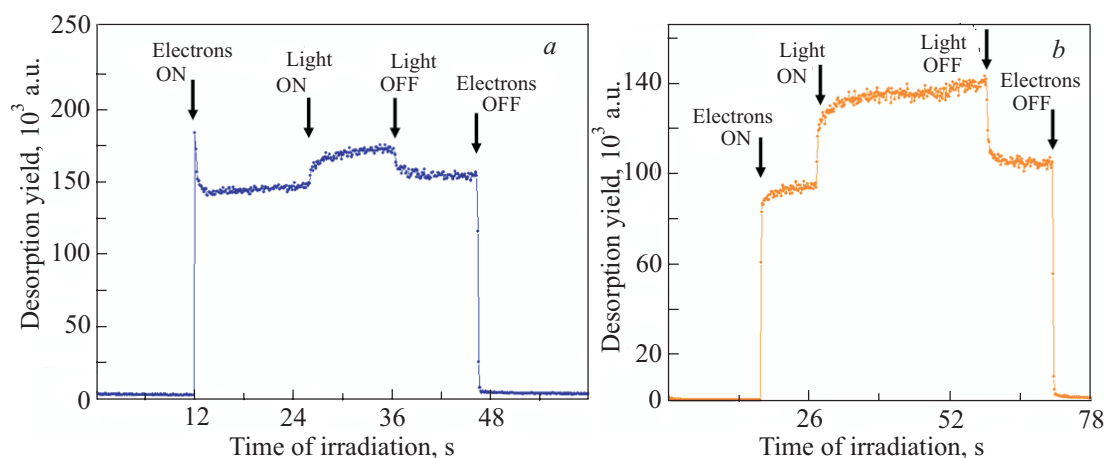 250
200
150
100
50
0
Desorption yield, 10³ a.u.
Electrons
ON
Light
ON
Light
OFF
Electrons
OFF
a
12
24
36
48
Time of irradiation, s
140
100
60
20
0
Desorption yield, 10³ a.u.
Electrons
ON
Light
ON
Light
OFF
Electrons
OFF
b
26
52
78
Time of irradiation, s